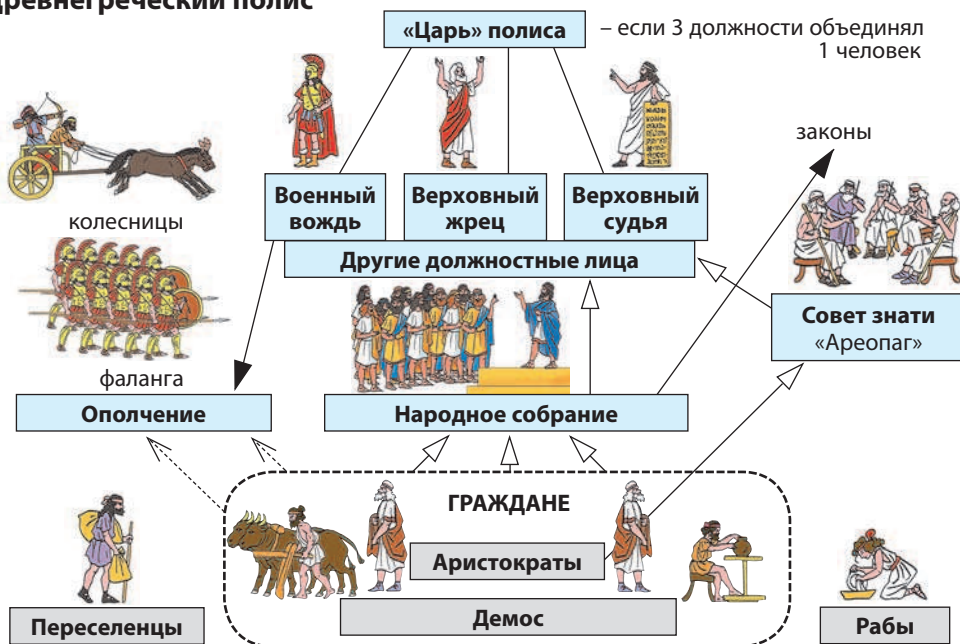 Древнегреческий полис
«Царь» полиса
– если 3 должности объединял
1 человек
законы
колесницы
Военный
вождь
Верховный
жрец
Верховный
судья
Другие должностные лица
Совет знати
«Ареопаг»
фаланга
Ополчение
Народное собрание
ГРАЖДАНЕ
Аристократы
Демос
Переселенцы
Рабы